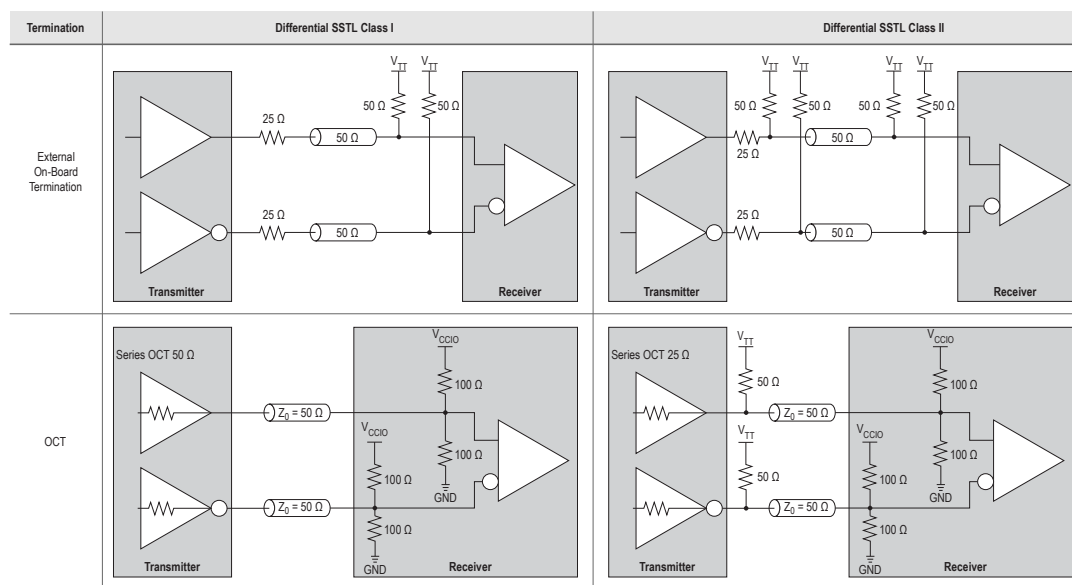 Termination
Differential SSTL Class I
Differential SSTL Class II
External
On-Board
Termination
V_TT
V_TT
50 Ω
50 Ω
25 Ω
50 Ω
25 Ω
50 Ω
Transmitter
Receiver
V_TT
V_TT
V_TT
V_TT
50 Ω
50 Ω
50 Ω
50 Ω
25 Ω
50 Ω
25 Ω
50 Ω
Transmitter
Receiver
OCT
Series OCT 50 Ω
V_CCIO
100 Ω
Z_0 = 50 Ω
V_CCIO
100 Ω
100 Ω
GND
Z_0 = 50 Ω
100 Ω
GND
Transmitter
Receiver
Series OCT 25 Ω
V_TT
V_CCIO
50 Ω
100 Ω
Z_0 = 50 Ω
V_TT
V_CCIO
100 Ω
50 Ω
100 Ω
GND
Z_0 = 50 Ω
100 Ω
GND
Transmitter
Receiver